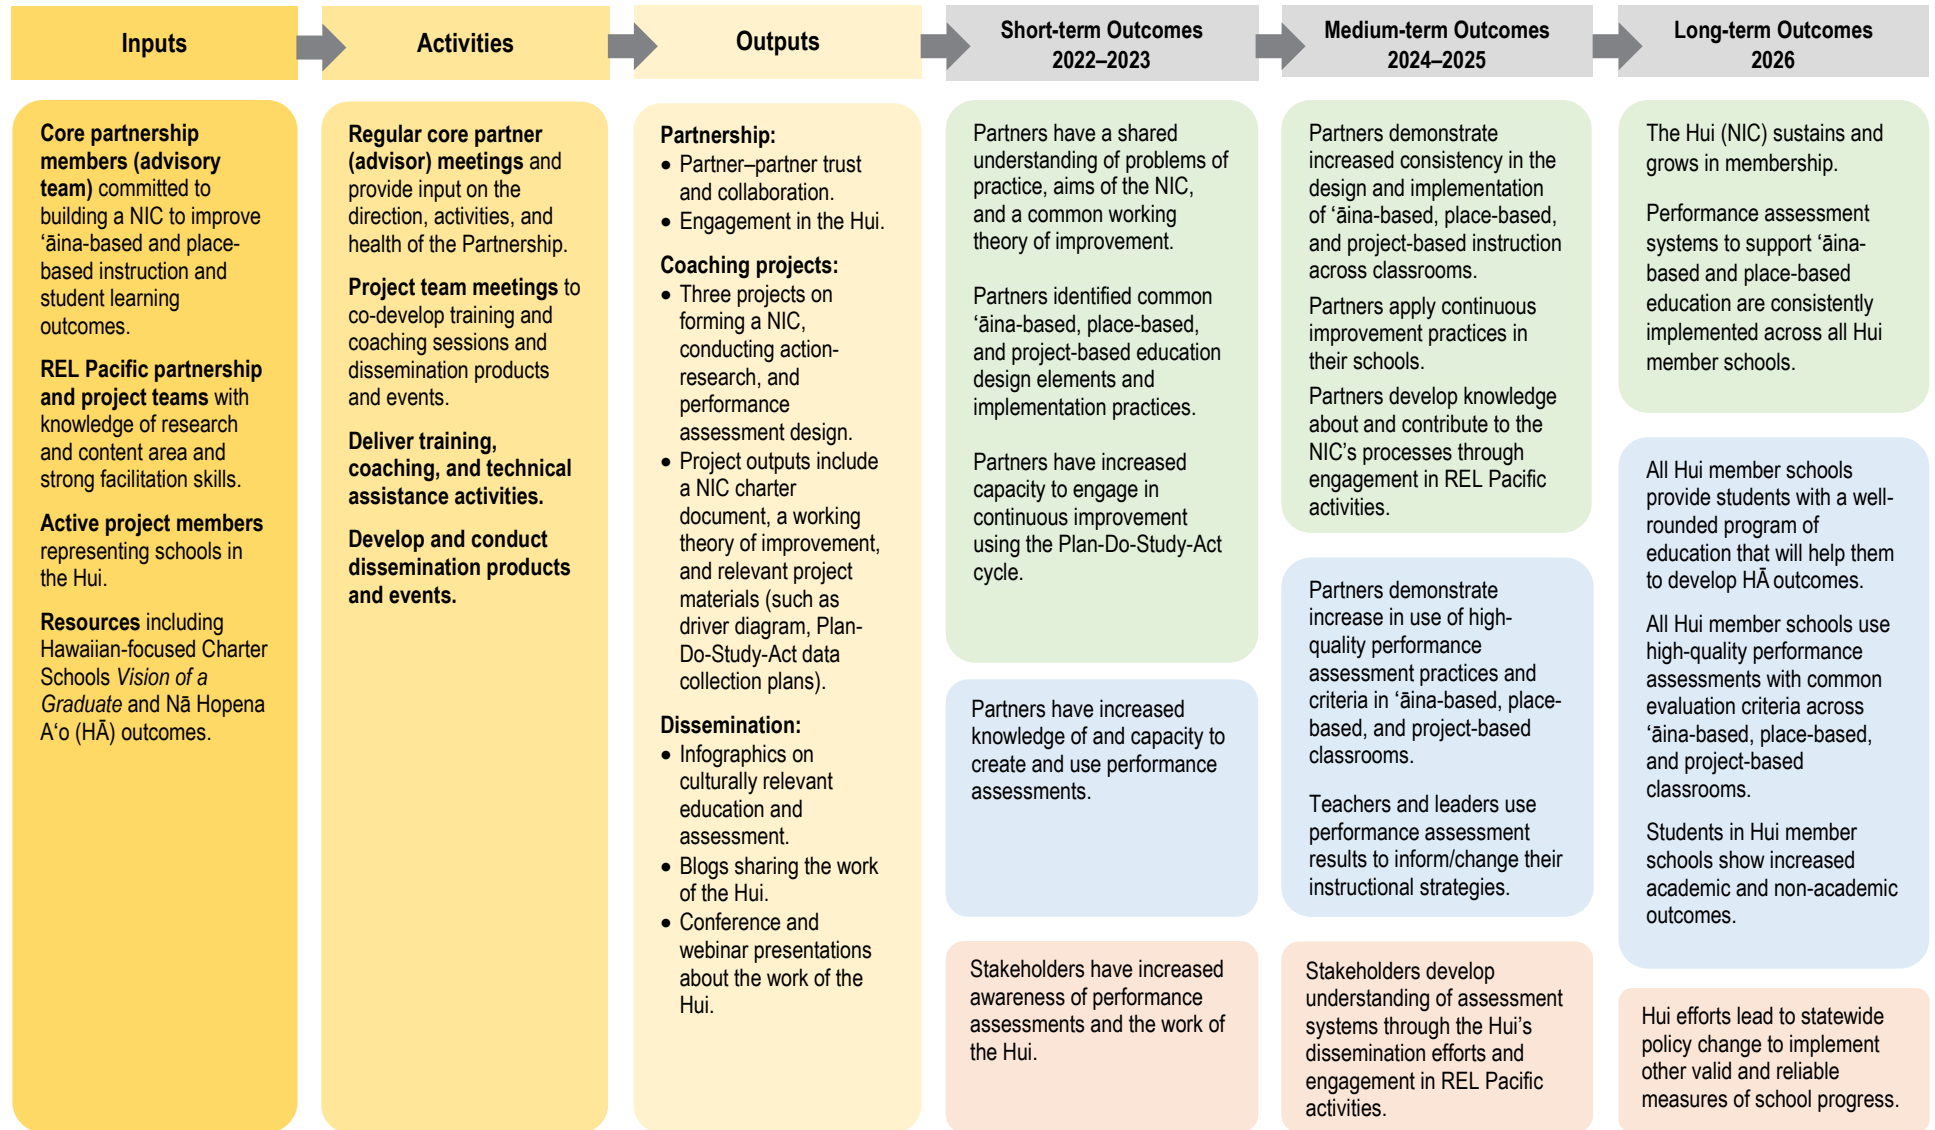 Inputs
Activities
Outputs
Short-term Outcomes
2022–2023
Medium-term Outcomes
2024–2025
Long-term Outcomes
2026
Core partnership
members (advisory
team) committed to
building a NIC to improve
ʻāina-based and place-
based instruction and
student learning
outcomes.
REL Pacific partnership
and project teams with
knowledge of research
and content area and
strong facilitation skills.
Active project members
representing schools in
the Hui.
Resources including
Hawaiian-focused Charter
Schools Vision of a
Graduate and Nā Hopena
Aʻo (HĀ) outcomes.
Regular core partner
(advisor) meetings and
provide input on the
direction, activities, and
health of the Partnership.
Project team meetings to
co-develop training and
coaching sessions and
dissemination products
and events.
Deliver training,
coaching, and technical
assistance activities.
Develop and conduct
dissemination products
and events.
Partnership:
• Partner–partner trust
and collaboration.
• Engagement in the Hui.
Coaching projects:
• Three projects on
forming a NIC,
conducting action-
research, and
performance
assessment design.
• Project outputs include
a NIC charter
document, a working
theory of improvement,
and relevant project
materials (such as
driver diagram, Plan-
Do-Study-Act data
collection plans).
Dissemination:
• Infographics on
culturally relevant
education and
assessment.
• Blogs sharing the work
of the Hui.
• Conference and
webinar presentations
about the work of the
Hui.
Partners have a shared
understanding of problems of
practice, aims of the NIC,
and a common working
theory of improvement.
Partners identified common
ʻāina-based, place-based,
and project-based education
design elements and
implementation practices.
Partners have increased
capacity to engage in
continuous improvement
using the Plan-Do-Study-Act
cycle.
Partners have increased
knowledge of and capacity to
create and use performance
assessments.
Stakeholders have increased
awareness of performance
assessments and the work of
the Hui.
Partners demonstrate
increased consistency in the
design and implementation
of ʻāina-based, place-based,
and project-based instruction
across classrooms.
Partners apply continuous
improvement practices in
their schools.
Partners develop knowledge
about and contribute to the
NIC’s processes through
engagement in REL Pacific
activities.
Partners demonstrate
increase in use of high-
quality performance
assessment practices and
criteria in ʻāina-based, place-
based, and project-based
classrooms.
Teachers and leaders use
performance assessment
results to inform/change their
instructional strategies.
Stakeholders develop
understanding of assessment
systems through the Hui’s
dissemination efforts and
engagement in REL Pacific
activities.
The Hui (NIC) sustains and
grows in membership.
Performance assessment
systems to support ʻāina-
based and place-based
education are consistently
implemented across all Hui
member schools.
All Hui member schools
provide students with a well-
rounded program of
education that will help them
to develop HĀ outcomes.
All Hui member schools use
high-quality performance
assessments with common
evaluation criteria across
ʻāina-based, place-based,
and project-based
classrooms.
Students in Hui member
schools show increased
academic and non-academic
outcomes.
Hui efforts lead to statewide
policy change to implement
other valid and reliable
measures of school progress.